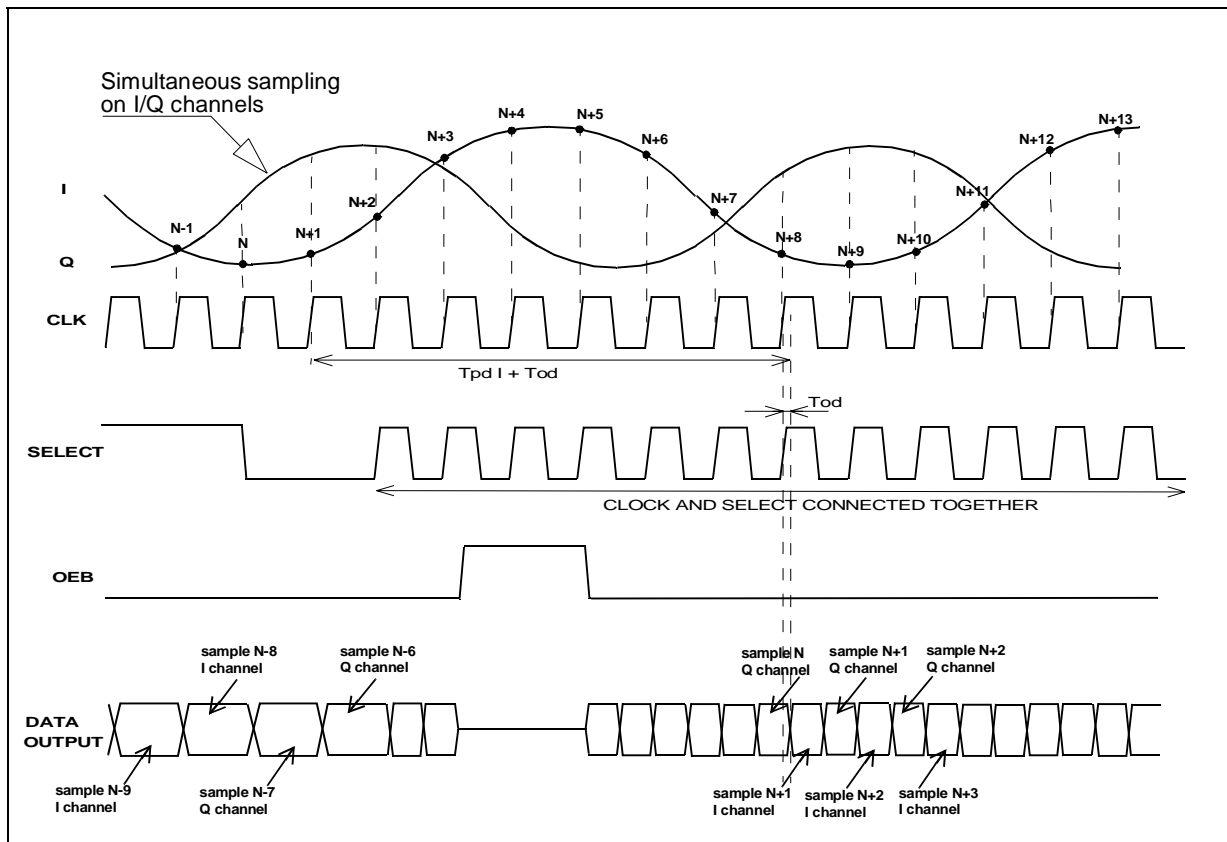 Simultaneous sampling
on I/Q channels
N+3
N+4
N+5
N+6
N+12
N+13
I
N-1
N
N+1
N+2
N+7
N+8
N+9
N+10
N+11
Q
CLK
Tpd I + Tod
Tod
SELECT
CLOCK AND SELECT CONNECTED TOGETHER
OEB
sample N-8
I channel
sample N-6
Q channel
sample N
Q channel
sample N+1
Q channel
sample N+2
Q channel
DATA
OUTPUT
sample N-9
I channel
sample N-7
Q channel
sample N+1
I channel
sample N+2
I channel
sample N+3
I channel